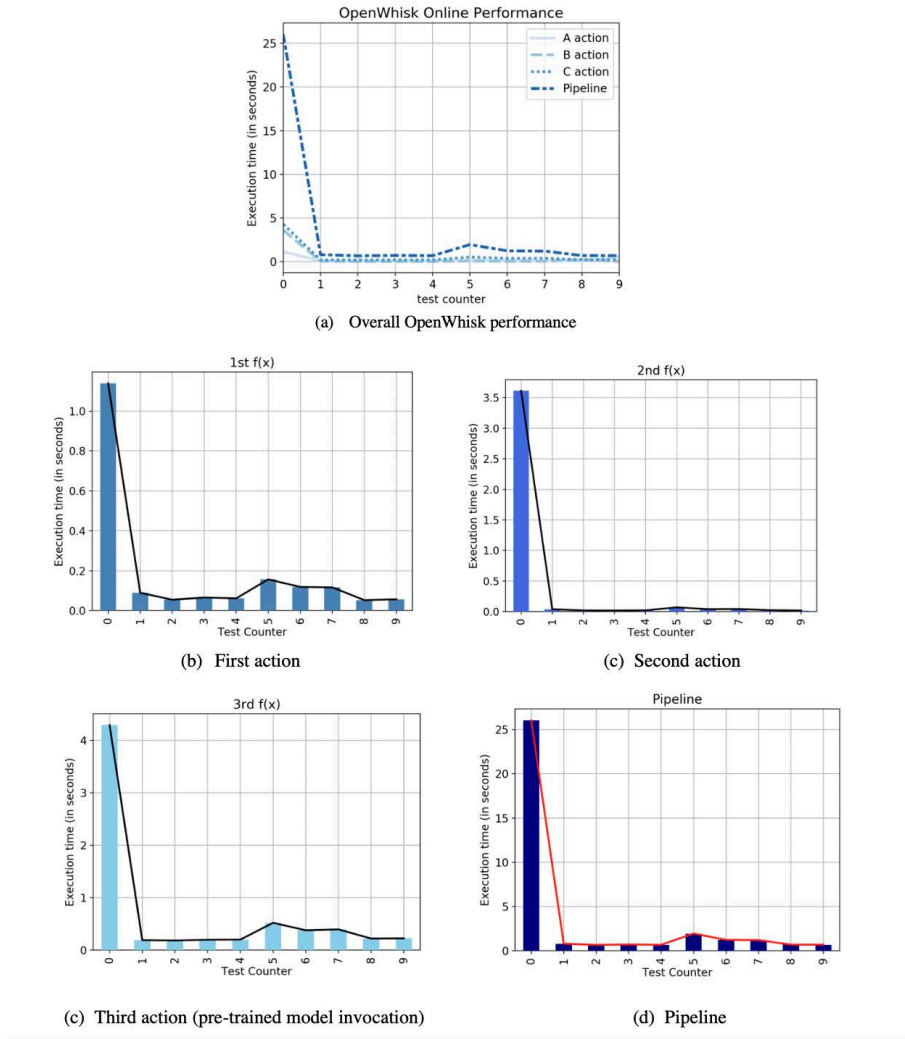 OpenWhisk Online Performance
A action
B action
C action
Pipeline
25
20
15
10
5
0
Execution time (in seconds)
0 1 2 3 4 5 6 7 8 9
test counter
(a) Overall OpenWhisk performance
1st f(x)
1.0
0.8
0.6
0.4
0.2
0.0
Execution time (in seconds)
0 1 2 3 4 5 6 7 8 9
Test Counter
(b) First action
2nd f(x)
3.5
3.0
2.5
2.0
1.5
1.0
0.5
0.0
Execution time (in seconds)
0 1 2 3 4 5 6 7 8 9
Test Counter
(c) Second action
3rd f(x)
4
3
2
1
0
Execution time (in seconds)
0 1 2 3 4 5 6 7 8 9
Test Counter
(c) Third action (pre-trained model invocation)
Pipeline
25
20
15
10
5
0
Execution time (in seconds)
0 1 2 3 4 5 6 7 8 9
Test Counter
(d) Pipeline